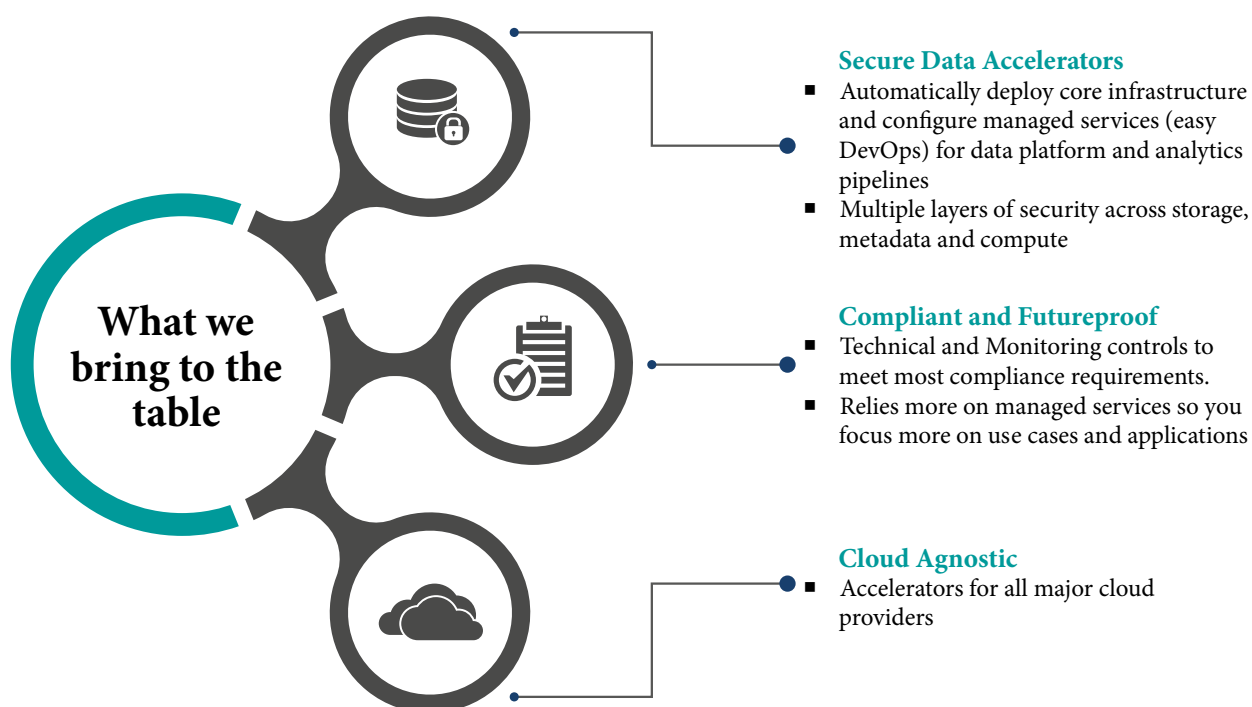 What we
bring to the
table
Secure Data Accelerators
▪ Automatically deploy core infrastructure
and configure managed services (easy
DevOps) for data platform and analytics
pipelines
▪ Multiple layers of security across storage,
metadata and compute
Compliant and Futureproof
▪ Technical and Monitoring controls to
meet most compliance requirements.
▪ Relies more on managed services so you
focus more on use cases and applications
Cloud Agnostic
▪ Accelerators for all major cloud
providers